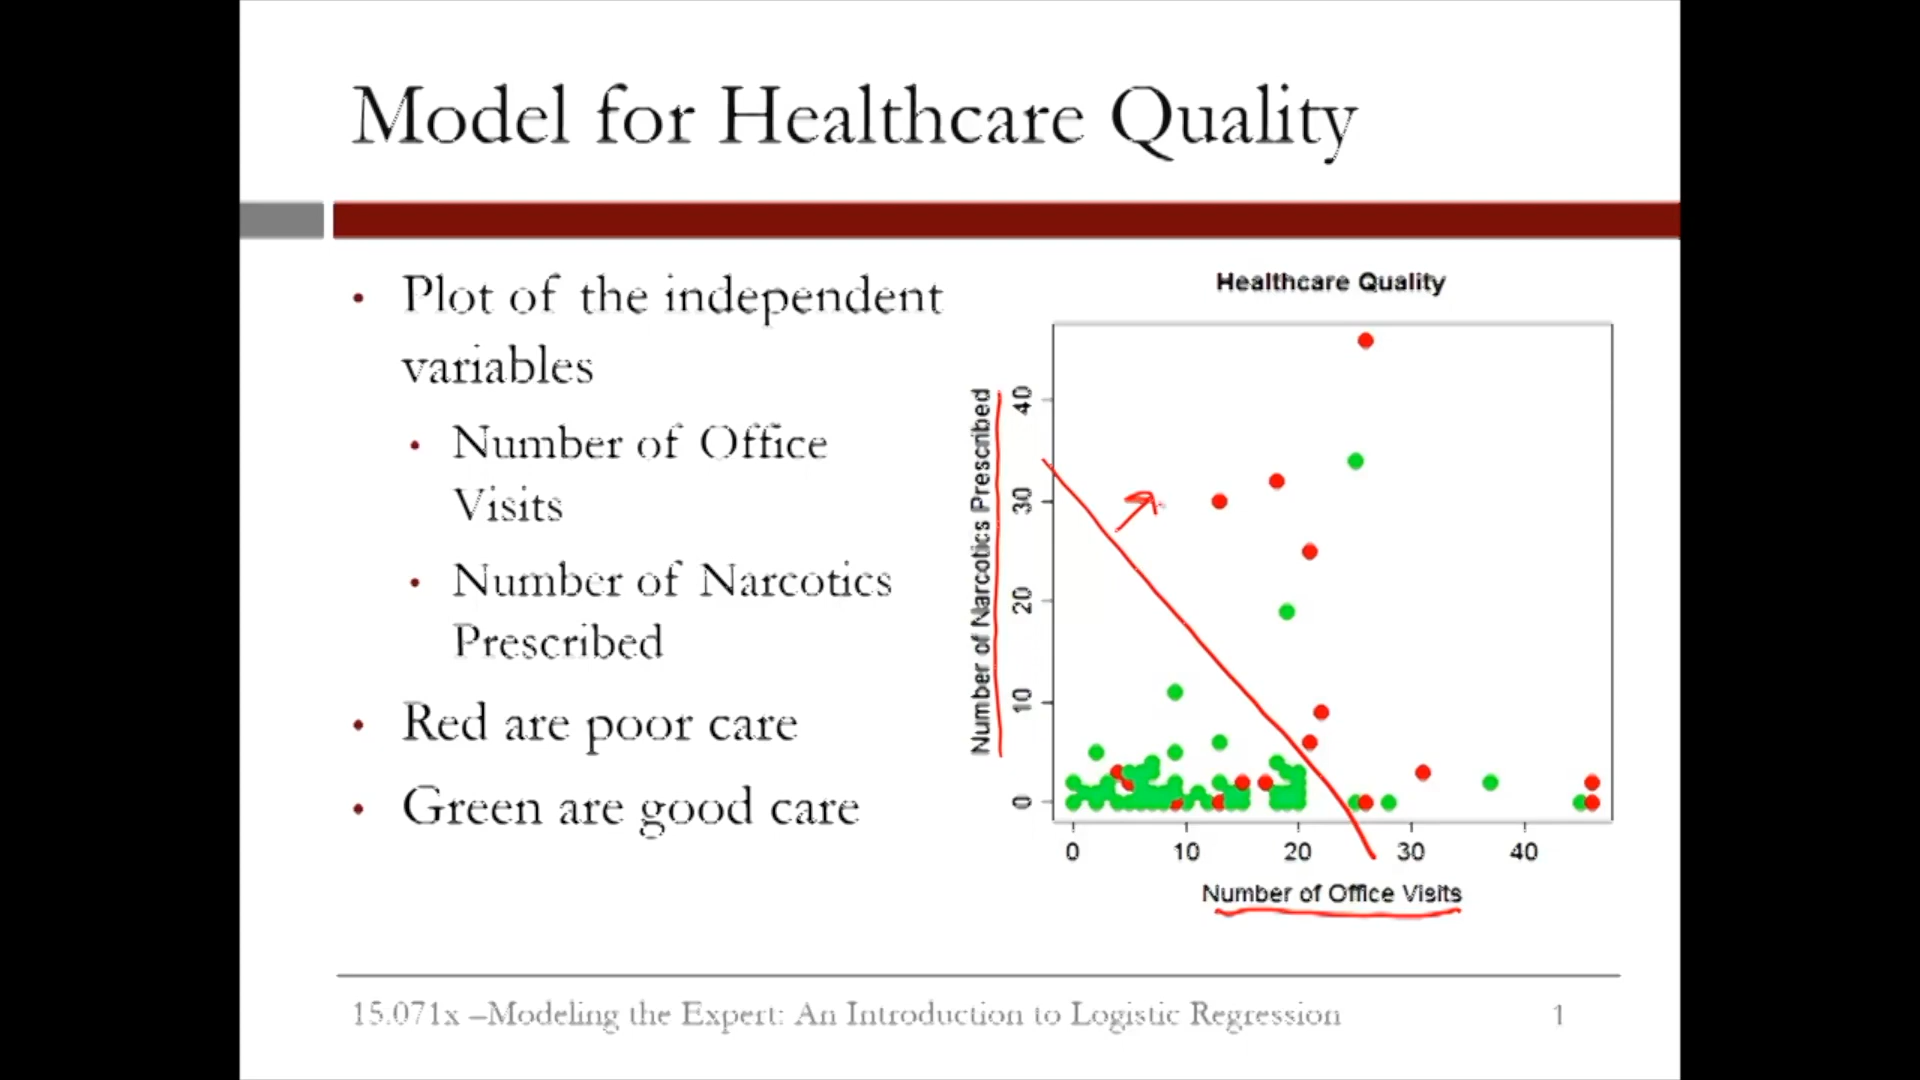 Model for Healthcare Quality
• Plot of the independent
variables
• Number of Office
Visits
• Number of Narcotics
Prescribed
• Red are poor care
• Green are good care
Healthcare Quality
Number of Narcotics Prescribed
40
30
20
10
0
0 10 20 30 40
Number of Office Visits
15.071x –Modeling the Expert: An Introduction to Logistic Regression 1